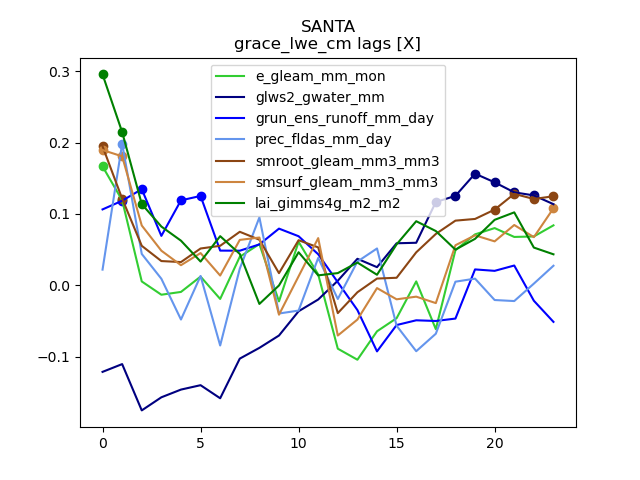 SANTA
grace_lwe_cm lags [X]
e_gleam_mm_mon
glws2_gwater_mm
grun_ens_runoff_mm_day
prec_fldas_mm_day
smroot_gleam_mm3_mm3
smsurf_gleam_mm3_mm3
lai_gimms4g_m2_m2
0.3
0.2
0.1
0.0
−0.1
0 5 10 15 20